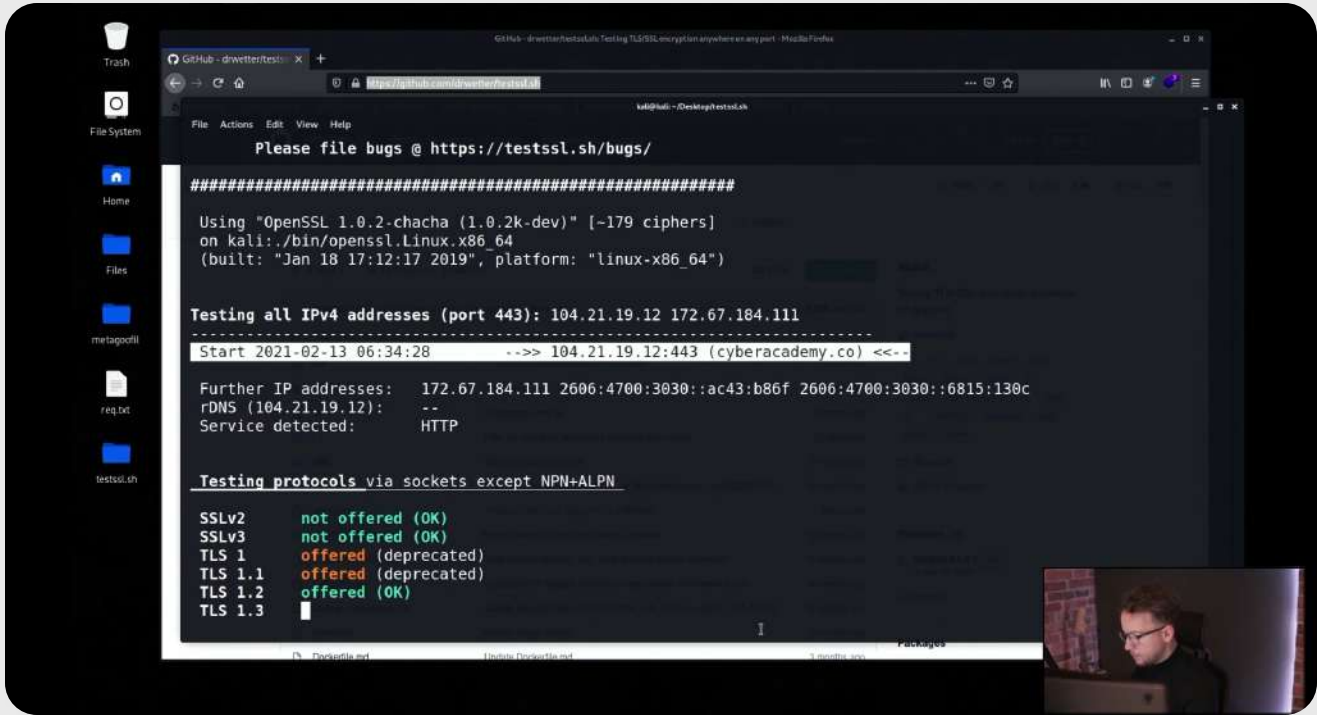 GitHub - drwetter/testssl.sh: Testing TLS/SSL encryption anywhere on any port - Mozilla Firefox
Trash
GitHub - drwetter/tests
https://github.com/drwetter/testssl.sh
kali@kali: ~/Desktop/testssl.sh
File System
File Actions Edit View Help
Please file bugs @ https://testssl.sh/bugs/
Home
###########################################################
Using "OpenSSL 1.0.2-chacha (1.0.2k-dev)" [~179 ciphers]
on kali:./bin/openssl.Linux.x86_64
(built: "Jan 18 17:12:17 2019", platform: "linux-x86_64")
Files
Testing all IPv4 addresses (port 443): 104.21.19.12 172.67.184.111
--------------------------------------------------------------------------
metagoofil
Start 2021-02-13 06:34:28 -->> 104.21.19.12:443 (cyberacademy.co) <<--
Further IP addresses: 172.67.184.111 2606:4700:3030::ac43:b86f 2606:4700:3030::6815:130c
rDNS (104.21.19.12): --
req.txt
Service detected: HTTP
testssl.sh
Testing protocols via sockets except NPN+ALPN
SSLv2 not offered (OK)
SSLv3 not offered (OK)
TLS 1 offered (deprecated)
TLS 1.1 offered (deprecated)
TLS 1.2 offered (OK)
TLS 1.3
Packages
Dockerfile.md Update Dockerfile.md 3 months ago